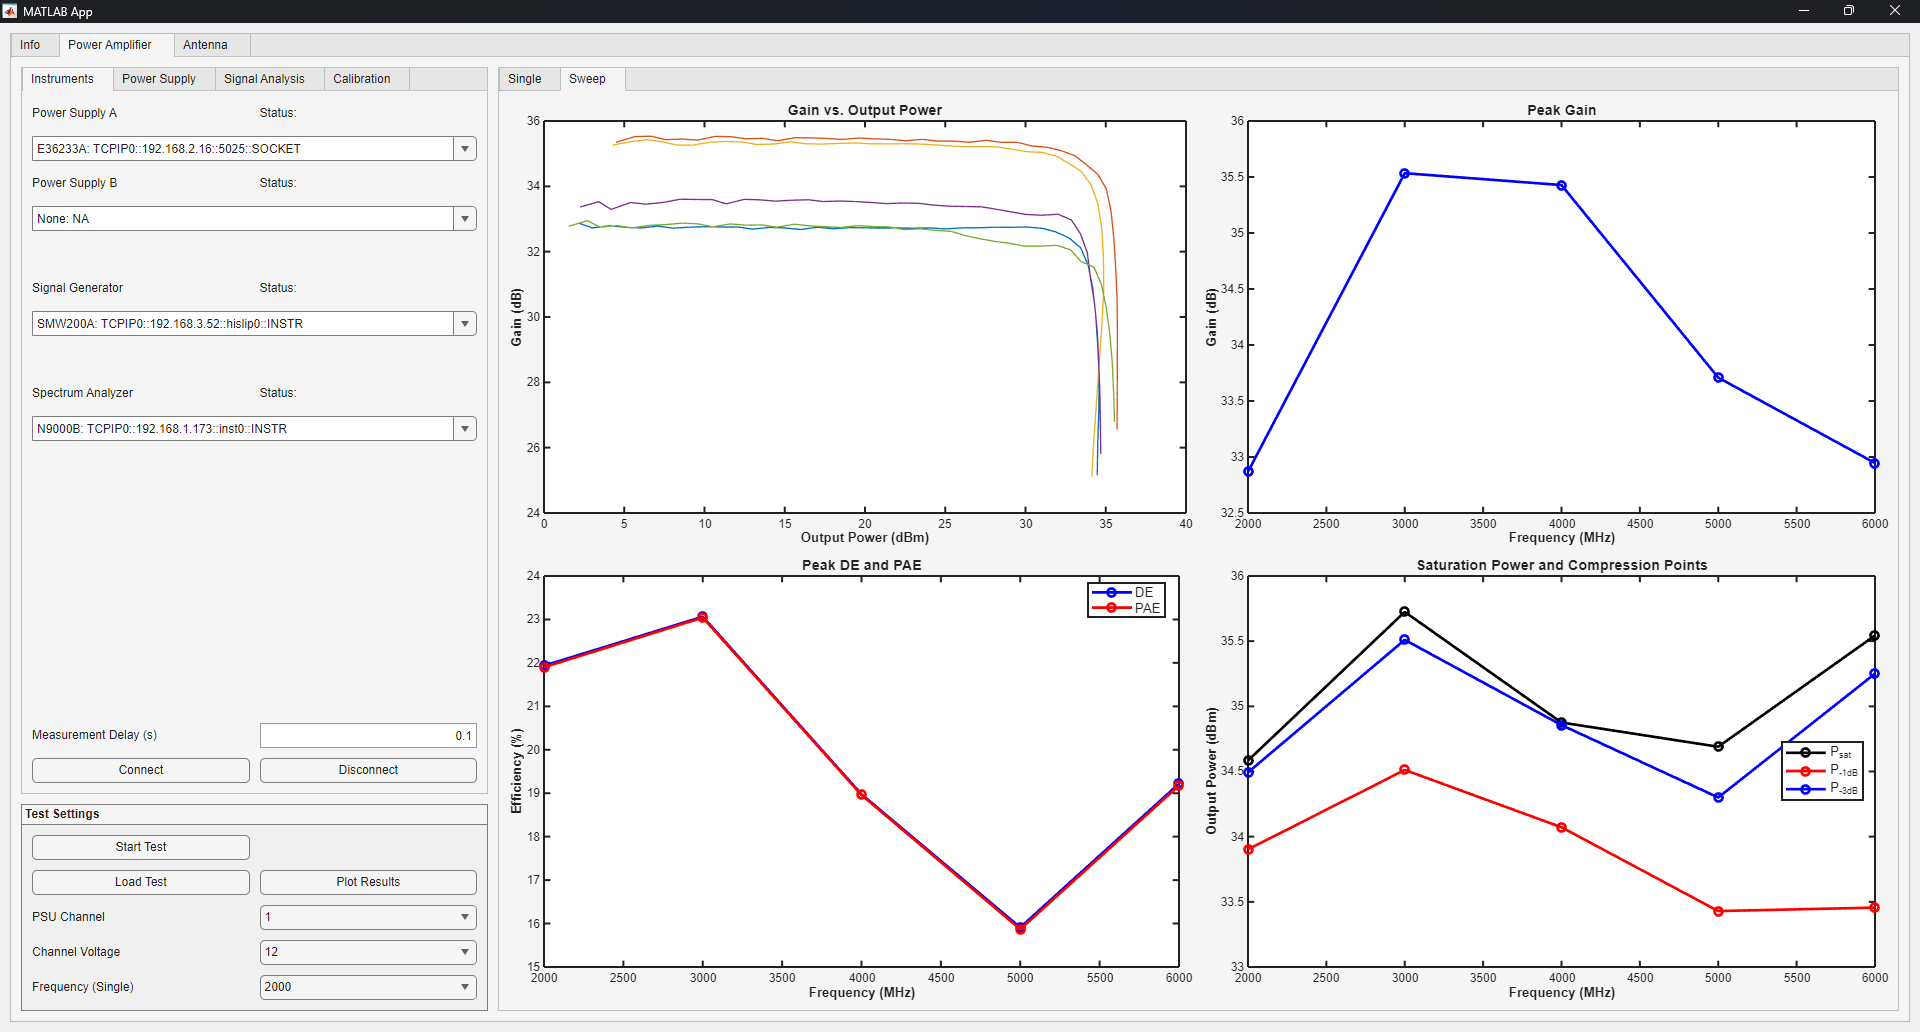 MATLAB App
Info Power Amplifier Antenna
Instruments Power Supply Signal Analysis Calibration
Power Supply A Status:
E36233A: TCPIP0::192.168.2.16::5025::SOCKET
Power Supply B Status:
None: NA
Signal Generator Status:
SMW200A: TCPIP0::192.168.3.52::hislip0::INSTR
Spectrum Analyzer Status:
N9000B: TCPIP0::192.168.1.173::inst0::INSTR
Measurement Delay (s) 0.1
Connect Disconnect
Test Settings
Start Test
Load Test Plot Results
PSU Channel 1
Channel Voltage 12
Frequency (Single) 2000
Single Sweep
Gain vs. Output Power
36
34
32
30
28
26
24
Gain (dB)
0 5 10 15 20 25 30 35 40
Output Power (dBm)
Peak Gain
36
35.5
35
34.5
34
33.5
33
32.5
Gain (dB)
2000 2500 3000 3500 4000 4500 5000 5500 6000
Frequency (MHz)
Peak DE and PAE
24
23
22
21
20
19
18
17
16
15
Efficiency (%)
DE
PAE
2000 2500 3000 3500 4000 4500 5000 5500 6000
Frequency (MHz)
Saturation Power and Compression Points
36
35.5
35
34.5
34
33.5
33
Output Power (dBm)
Psat
P-1dB
P-3dB
2000 2500 3000 3500 4000 4500 5000 5500 6000
Frequency (MHz)